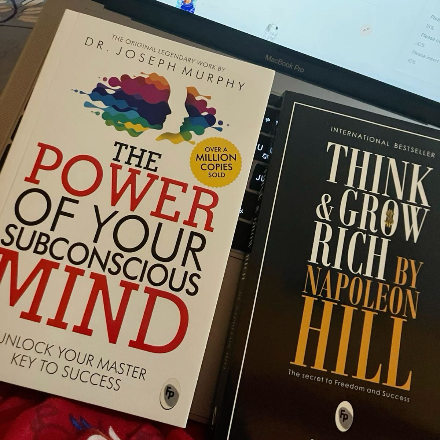 THE ORIGINAL LEGENDARY WORK BY
DR. JOSEPH MURPHY
OVER A
MILLION
COPIES
SOLD
THE
POWER
OF YOUR
SUBCONSCIOUS
MIND
UNLOCK YOUR MASTER
KEY TO SUCCESS
FP
MacBook Pro
INTERNATIONAL BESTSELLER
THINK
& GROW
RICH BY
NAPOLEON
HILL
The secret to Freedom and Success
FP